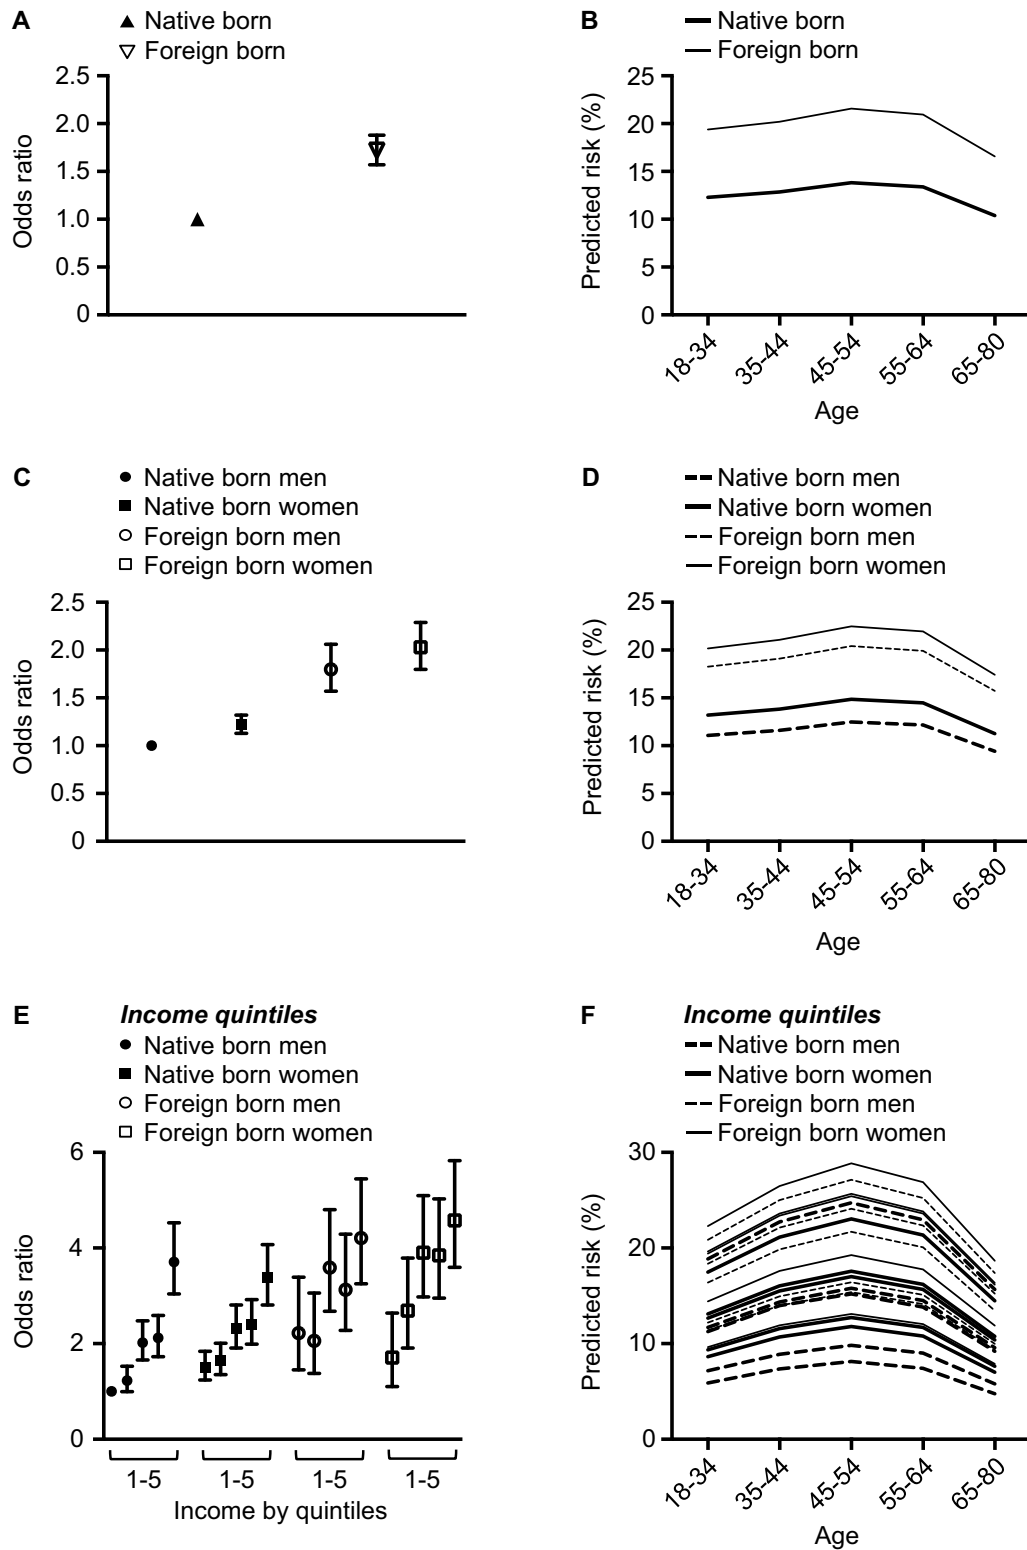 A
▲ Native born
▽ Foreign born
2.5
2.0
1.5
1.0
0.5
0
Odds ratio
B
Native born
Foreign born
25
20
15
10
5
0
Predicted risk (%)
18-34
35-44
45-54
55-64
65-80
Age
C
Native born men
Native born women
Foreign born men
Foreign born women
2.5
2.0
1.5
1.0
0.5
0
Odds ratio
D
Native born men
Native born women
Foreign born men
Foreign born women
25
20
15
10
5
0
Predicted risk (%)
18-34
35-44
45-54
55-64
65-80
Age
E
Income quintiles
Native born men
Native born women
Foreign born men
Foreign born women
6
4
2
0
Odds ratio
1-5
1-5
1-5
1-5
Income by quintiles
F
Income quintiles
Native born men
Native born women
Foreign born men
Foreign born women
30
20
10
0
Predicted risk (%)
18-34
35-44
45-54
55-64
65-80
Age